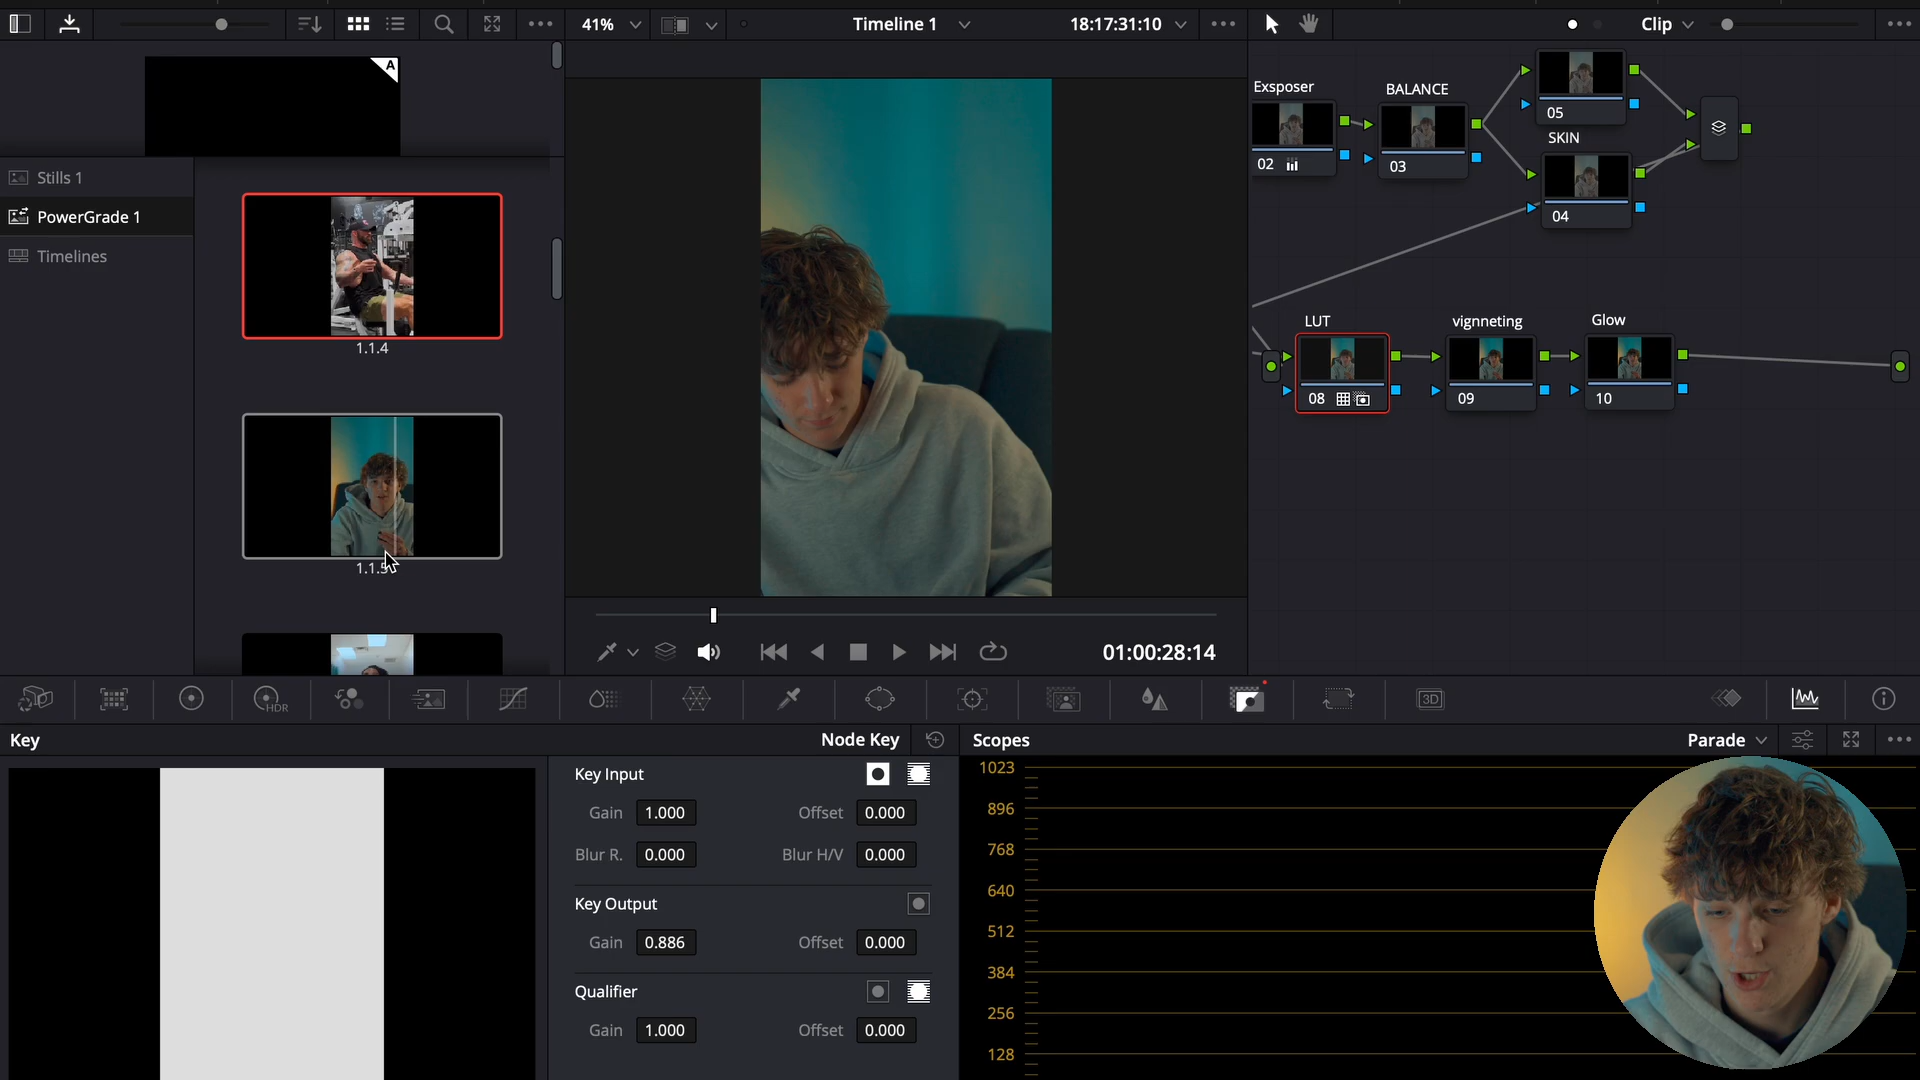 41%
Timeline 1
18:17:31:10
Clip
A
Stills 1
PowerGrade 1
Timelines
1.1.4
Exsposer
02
BALANCE
03
05
SKIN
04
LUT
08
vignneting
09
Glow
10
01:00:28:14
HDR
3D
Key
Node Key
Key Input
Gain 1.000 Offset 0.000
Blur R. 0.000 Blur H/V 0.000
Key Output
Gain 0.886 Offset 0.000
Qualifier
Gain 1.000 Offset 0.000
Scopes
Parade
1023
896
768
640
512
384
256
128